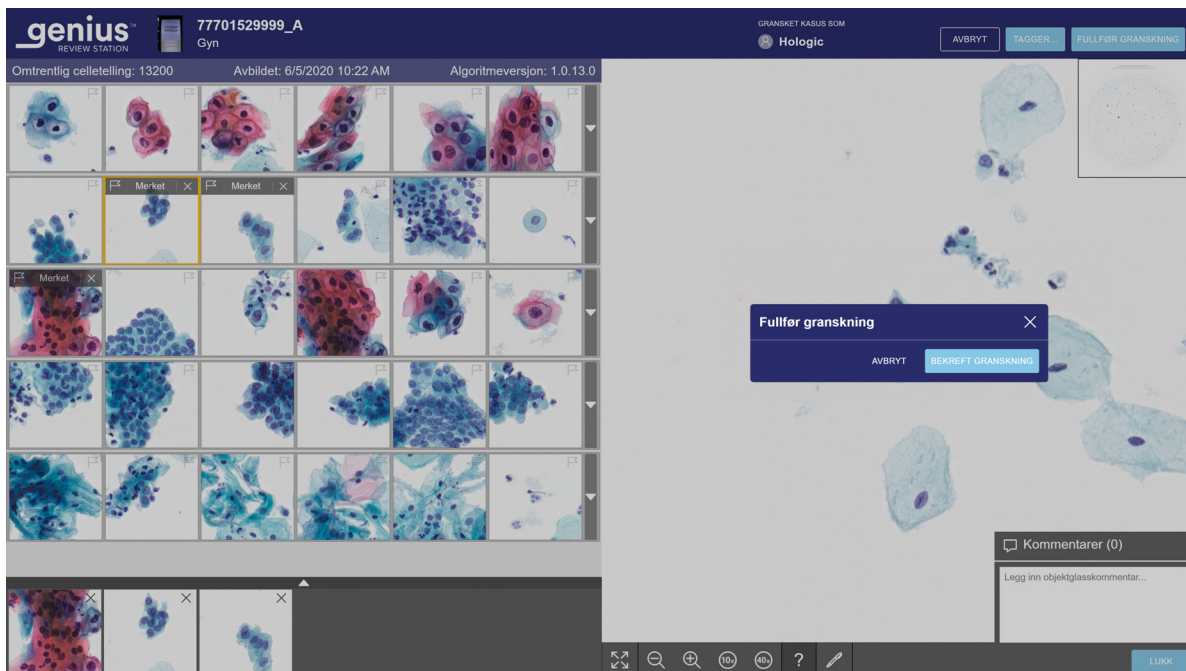 genius™
REVIEW STATION
77701529999_A
Gyn
GRANSKET KASUS SOM
Hologic
AVBRYT
TAGGER...
FULLFØR GRANSKNING
Omtrentlig celletelling: 13200
Avbildet: 6/5/2020 10:22 AM
Algoritmeversjon: 1.0.13.0
Merket
Merket
Merket
Fullfør granskning
AVBRYT
BEKREFT GRANSKNING
Kommentarer (0)
Legg inn objektglasskommentar...
10x
40x
?
LUKK